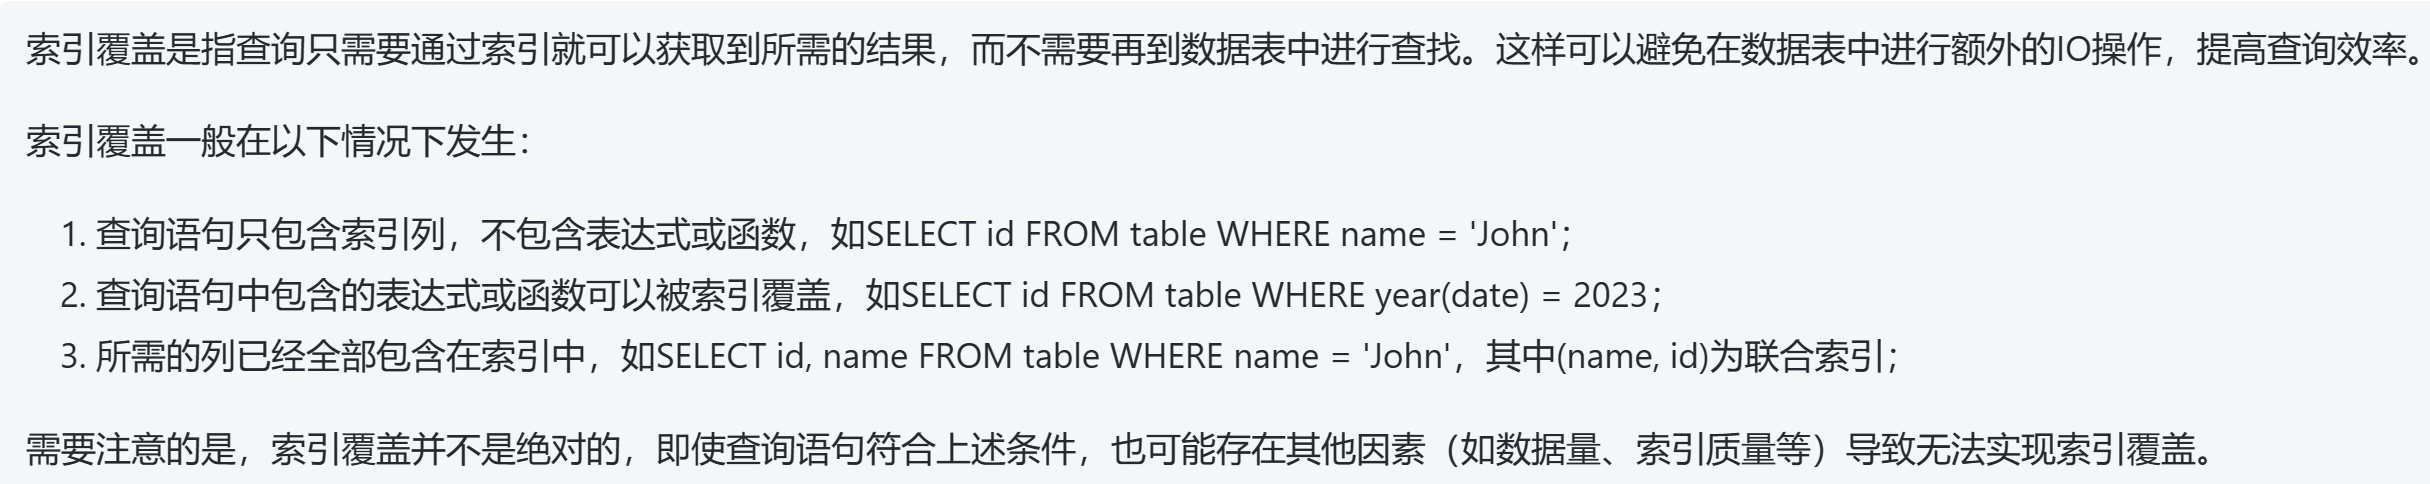 索引覆盖是指查询只需要通过索引就可以获取到所需的结果，而不需要再到数据表中进行查找。这样可以避免在数据表中进行额外的IO操作，提高查询效率。
索引覆盖一般在以下情况下发生：
1. 查询语句只包含索引列，不包含表达式或函数，如SELECT id FROM table WHERE name = 'John'；
2. 查询语句中包含的表达式或函数可以被索引覆盖，如SELECT id FROM table WHERE year(date) = 2023；
3. 所需的列已经全部包含在索引中，如SELECT id, name FROM table WHERE name = 'John'，其中(name, id)为联合索引；
需要注意的是，索引覆盖并不是绝对的，即使查询语句符合上述条件，也可能存在其他因素（如数据量、索引质量等）导致无法实现索引覆盖。